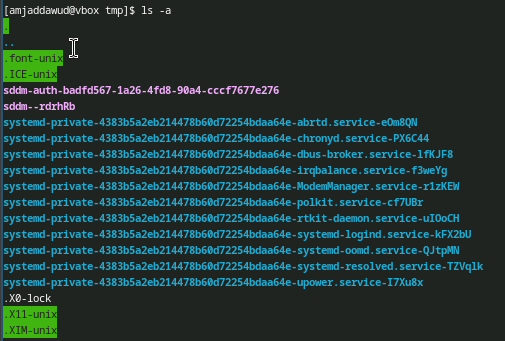 [amjaddawud@vbox tmp]$ ls -a
.
..
.font-unix
.ICE-unix
sddm-auth-badfd567-1a26-4fd8-90a4-cccf7677e276
sddm--rdrhRb
systemd-private-4383b5a2eb214478b60d72254bdaa64e-abrtd.service-eOm8QN
systemd-private-4383b5a2eb214478b60d72254bdaa64e-chronyd.service-PX6C44
systemd-private-4383b5a2eb214478b60d72254bdaa64e-dbus-broker.service-lfKJF8
systemd-private-4383b5a2eb214478b60d72254bdaa64e-irqbalance.service-f3weYg
systemd-private-4383b5a2eb214478b60d72254bdaa64e-ModemManager.service-r1zKEW
systemd-private-4383b5a2eb214478b60d72254bdaa64e-polkit.service-cf7UBr
systemd-private-4383b5a2eb214478b60d72254bdaa64e-rtkit-daemon.service-uIOoCH
systemd-private-4383b5a2eb214478b60d72254bdaa64e-systemd-logind.service-kFX2bU
systemd-private-4383b5a2eb214478b60d72254bdaa64e-systemd-oomd.service-QJtpMN
systemd-private-4383b5a2eb214478b60d72254bdaa64e-systemd-resolved.service-TZVqlk
systemd-private-4383b5a2eb214478b60d72254bdaa64e-upower.service-I7Xu8x
.X0-lock
.X11-unix
.XIM-unix